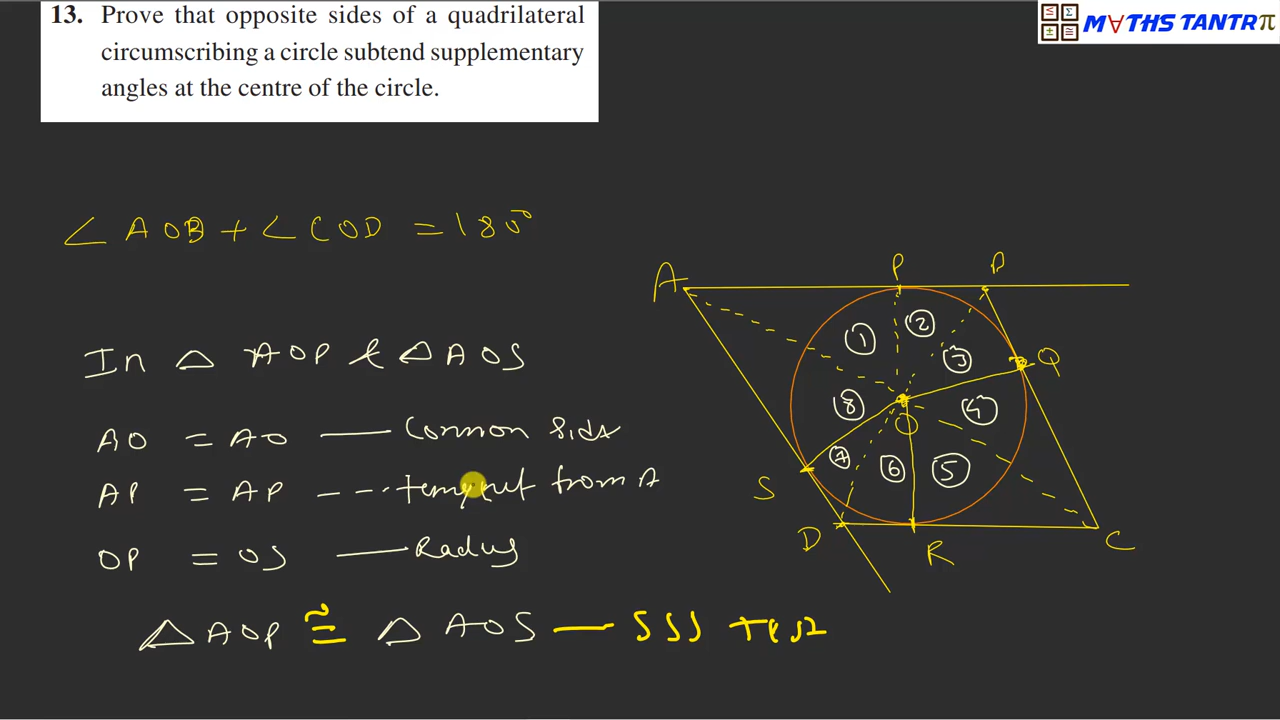 13. Prove that opposite sides of a quadrilateral
circumscribing a circle subtend supplementary
angles at the centre of the circle.
MATHS TANTRπ
∠AOB + ∠COD = 180°
In △ AOP & △AOS
AO = AO — Common Side
AP = AP ---- tangent from A
OP = OS — Radius
△AOP ≅ △ AOS — SSS test
A
P
B
① ② ③
Q
⑧ ④
O
⑦ ⑥ ⑤
S
D
R
C